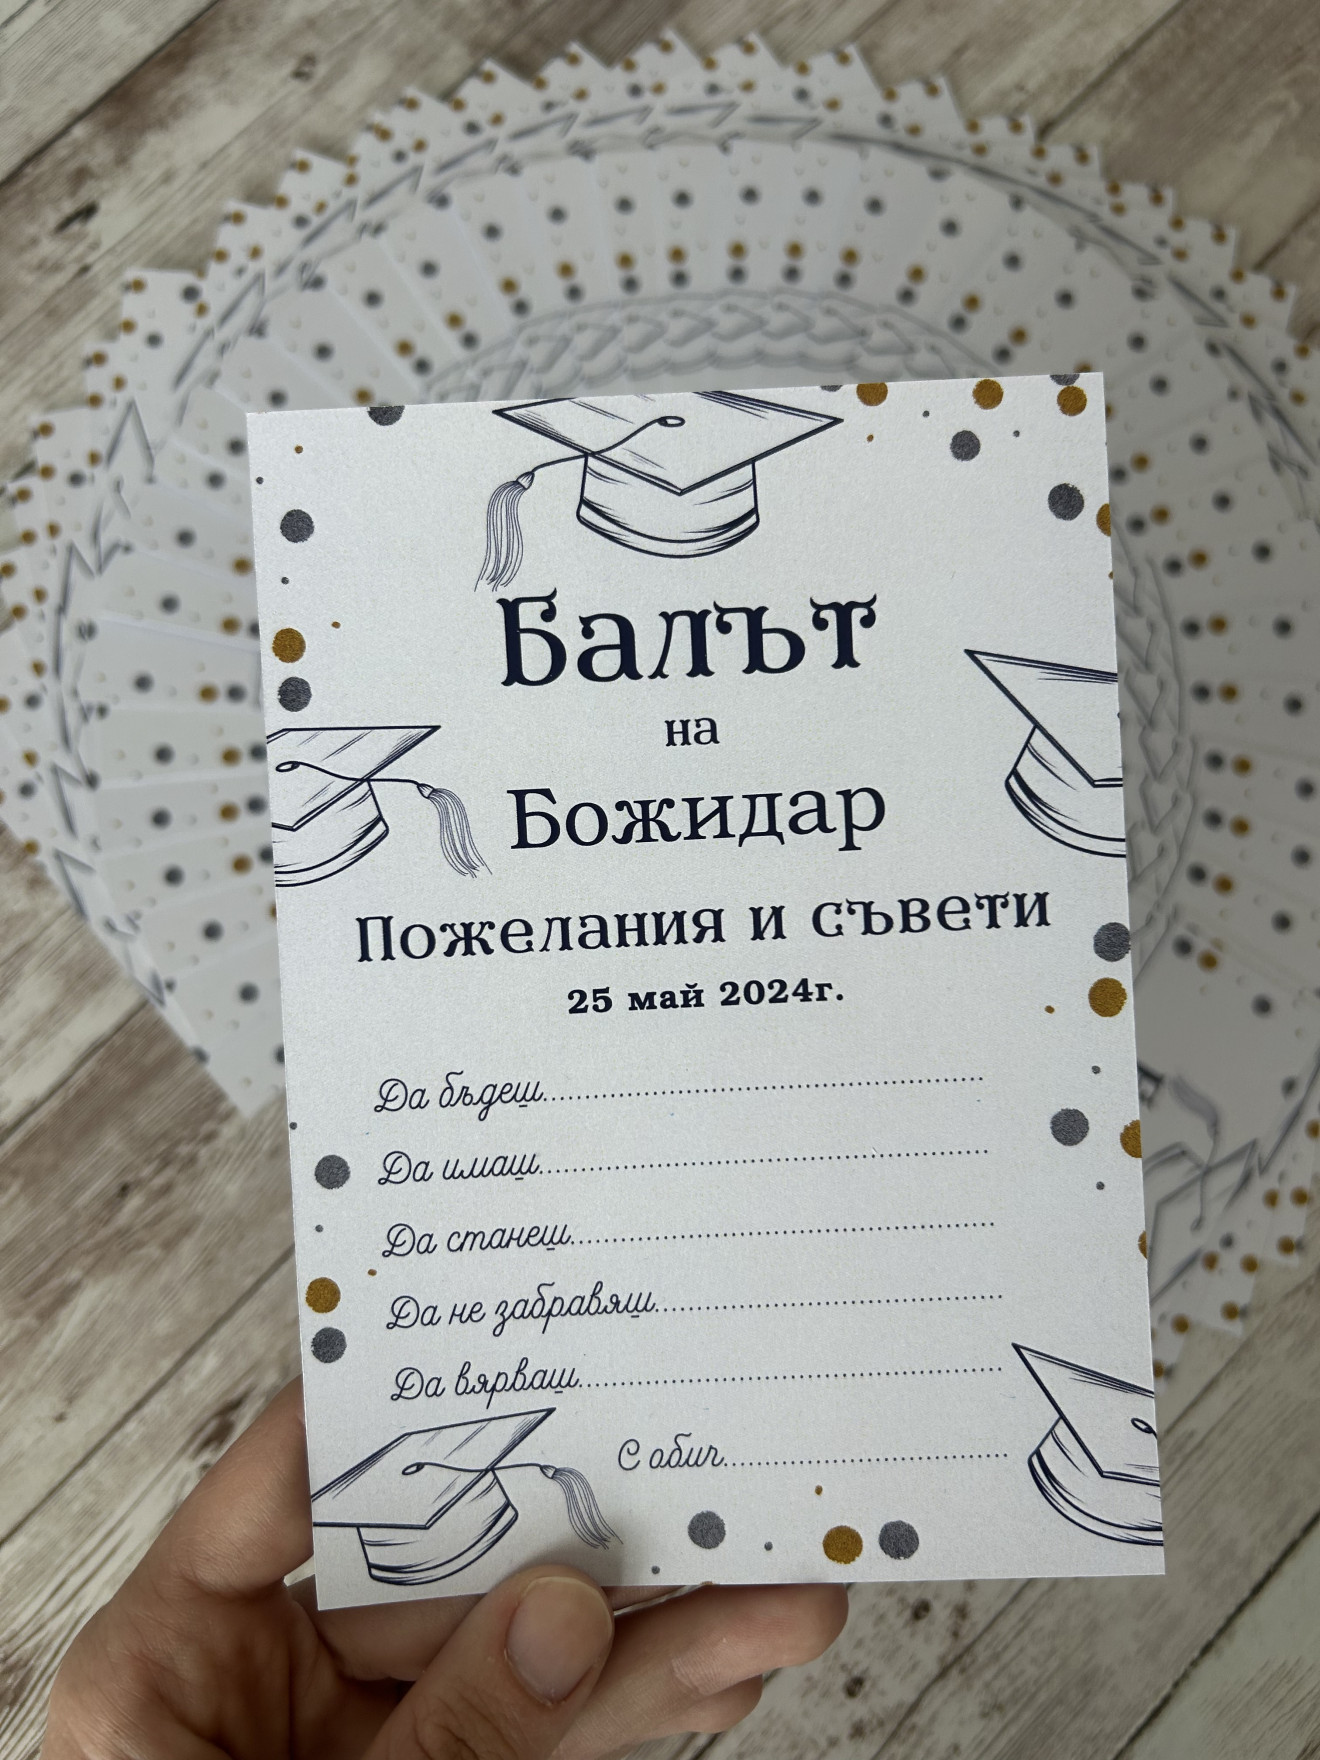 Балът
на
Божидар
Пожелания и съвети
25 май 2024г.
Да бъдеш........................................................
Да имаш........................................................
Да станеш.....................................................
Да не забравяш............................................
Да вярваш.....................................................
С обич...................................